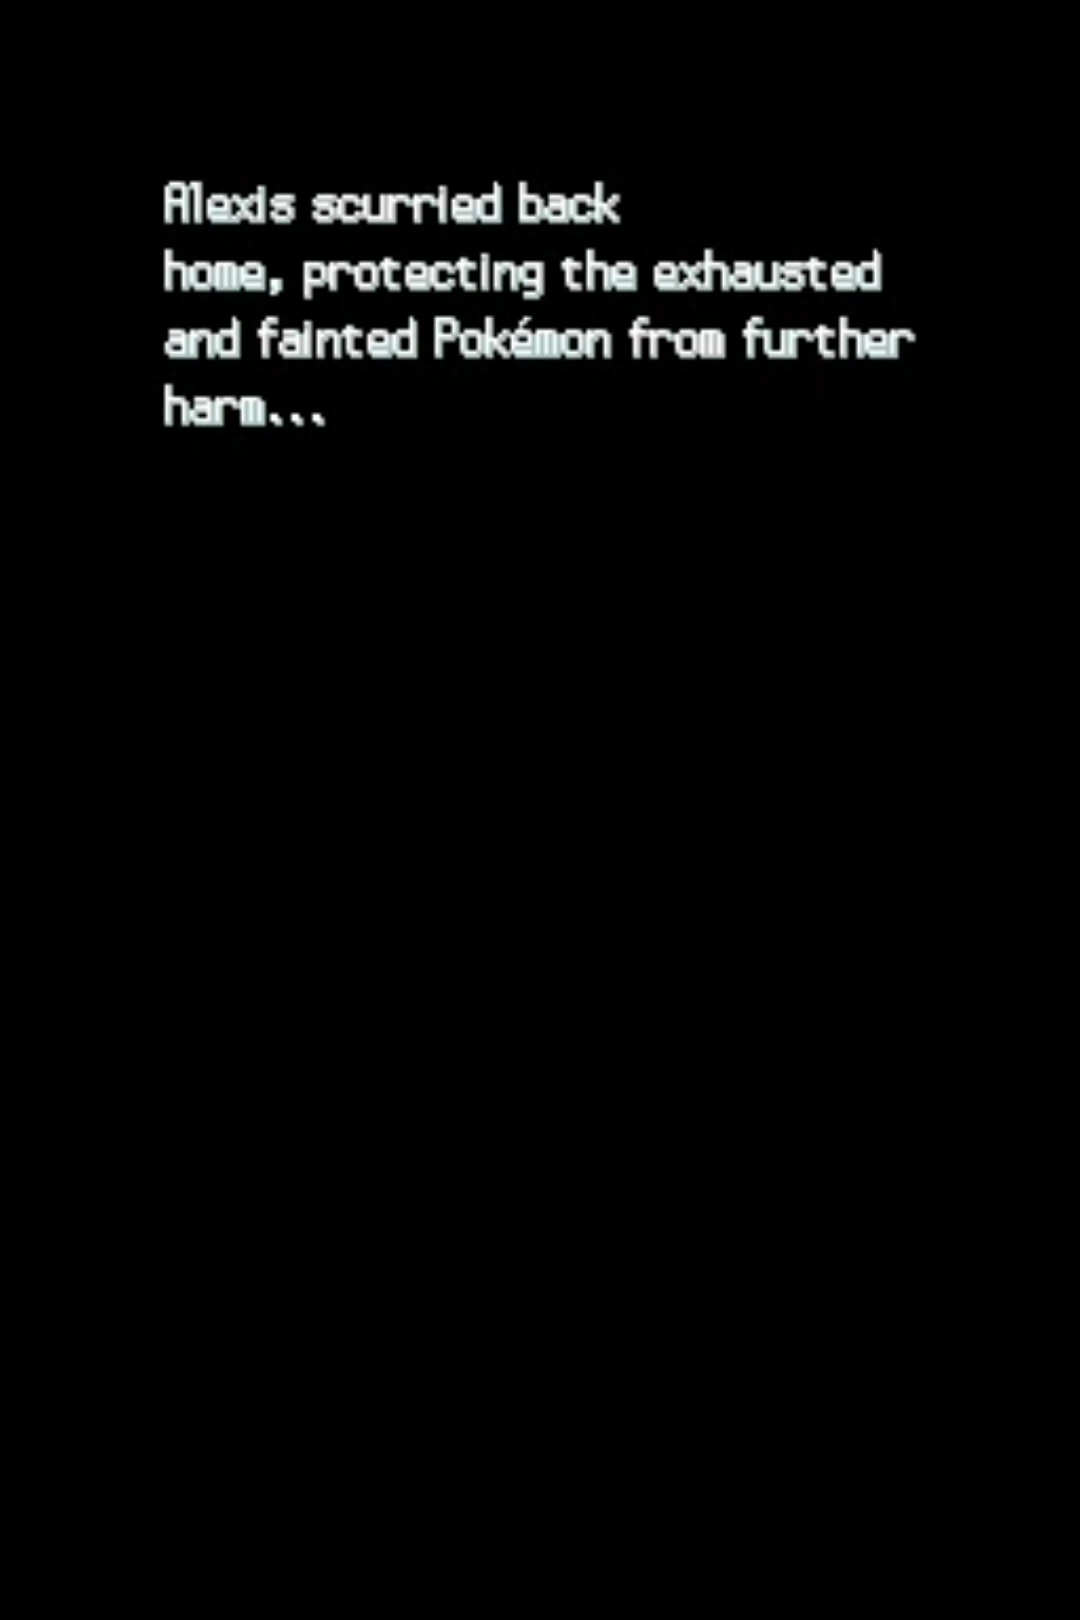 Alexis scurried back
home, protecting the exhausted
and fainted Pokémon from further
harm...